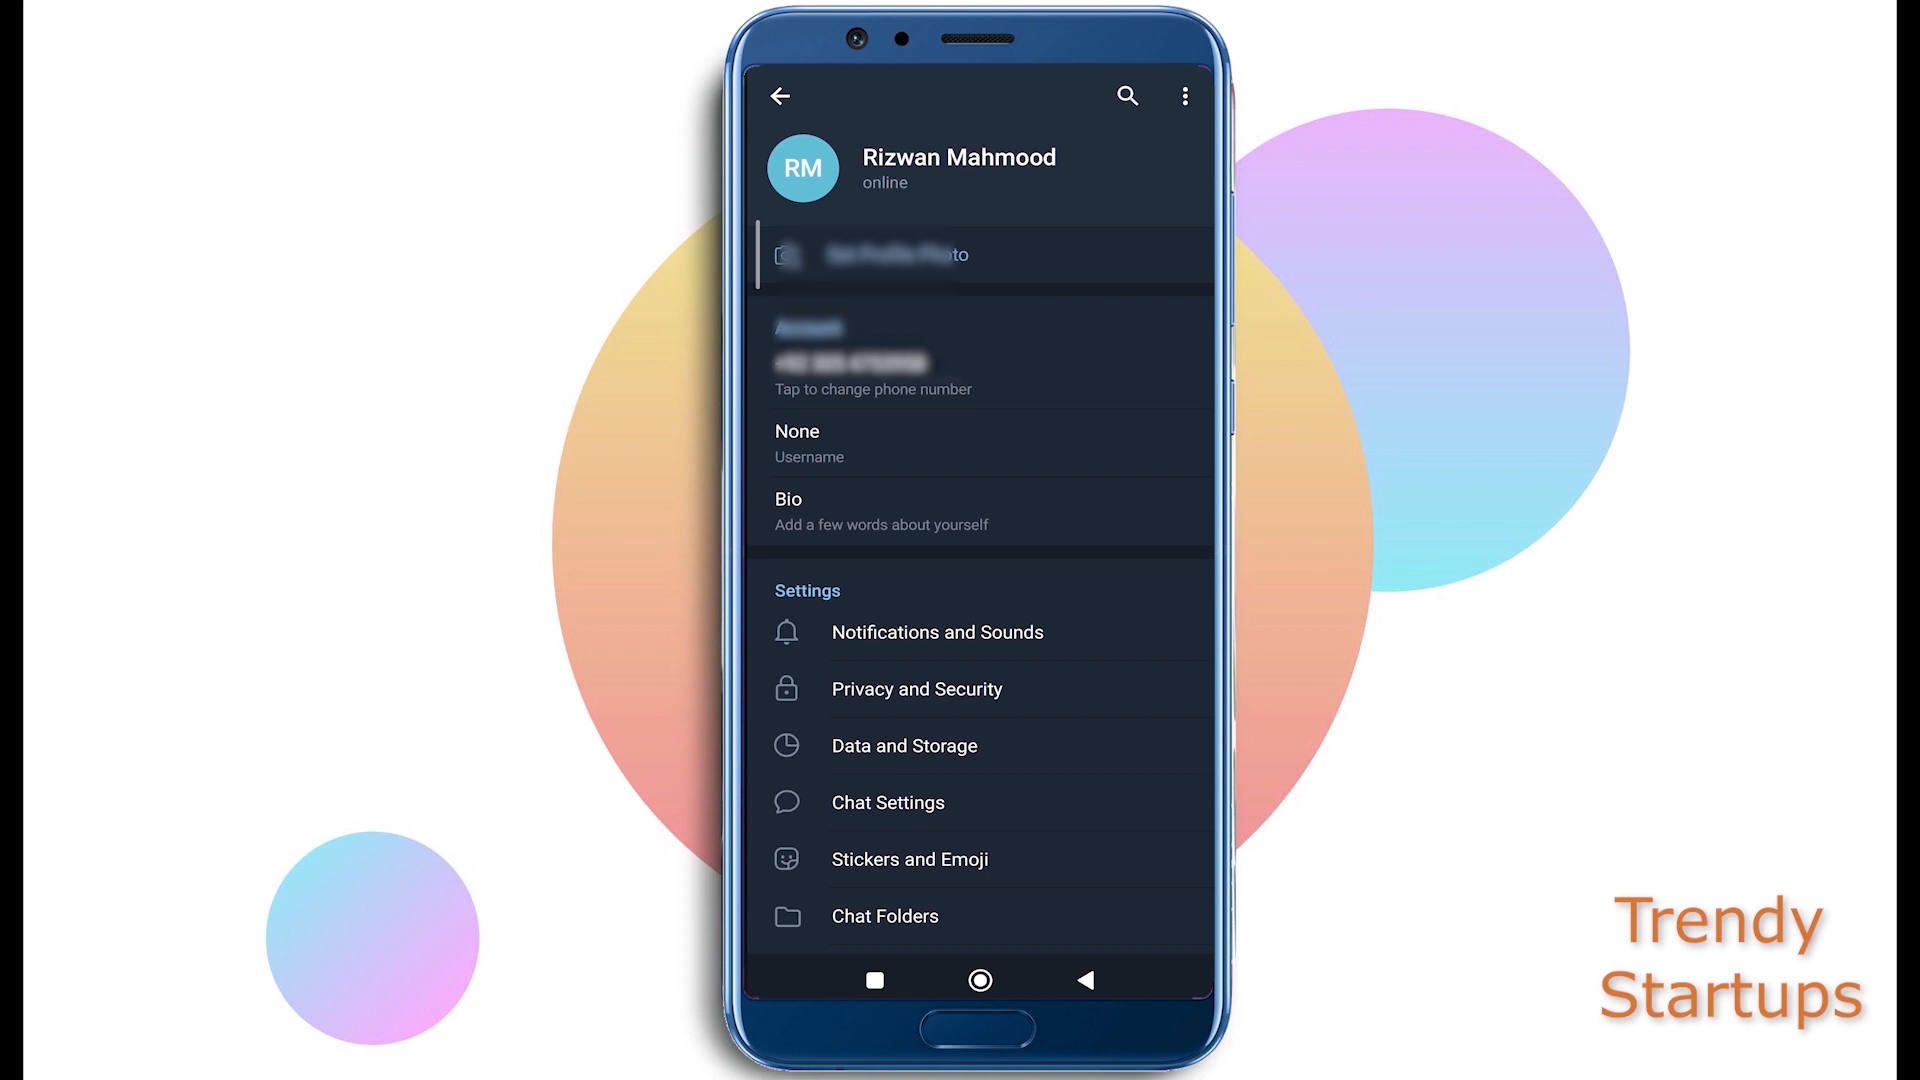 Rizwan Mahmood
RM
online
to
Tap to change phone number
None
Username
Bio
Add a few words about yourself
Settings
Notifications and Sounds
Privacy and Security
Data and Storage
Chat Settings
Stickers and Emoji
Chat Folders
Trendy
Startups